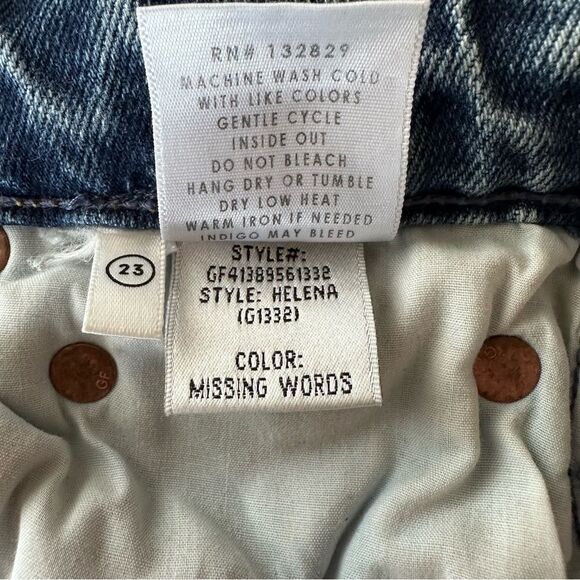 RN# 132829
MACHINE WASH COLD
WITH LIKE COLORS
GENTLE CYCLE
INSIDE OUT
DO NOT BLEACH
HANG DRY OR TUMBLE
DRY LOW HEAT
WARM IRON IF NEEDED
INDIGO MAY BLEED
23
STYLE#:
GF41389561332
STYLE: HELENA
(G1332)
COLOR:
MISSING WORDS
GF